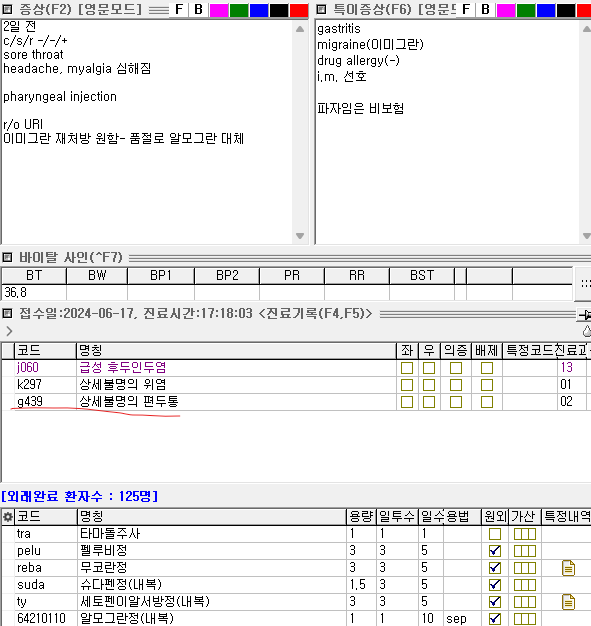 증상(F2) [영문모드] F B
2일 전
c/s/r -/-/+
sore throat
headache, myalgia 심해짐
pharyngeal injection
r/o URI
이미그란 재처방 원함- 품절로 알모그란 대체
특이증상(F6) [영문모 F B
gastritis
migraine(이미그란)
drug allergy(-)
i.m. 선호
파자임은 비보험
바이탈 사인(^F7)
BT BW BP1 BP2 PR RR BST
36.8
접수일:2024-06-17, 진료시간:17:18:03 <진료기록(F4,F5)>
코드 명칭 좌 우 의증 배제 특정코드 진료과
j060 급성 후두인두염 13
k297 상세불명의 위염 01
g439 상세불명의 편두통 02
[외래완료 환자수 : 125명]
코드 명칭 용량 일투수 일수 용법 원외 가산 특정내역
tra 타마돌주사 1 1 1
pelu 펠루비정 3 3 5
reba 무코란정 3 3 5
suda 슈다펜정(내복) 1.5 3 5
ty 세토펜이알서방정(내복) 3 3 5
64210110 알모그란정(내복) 1 1 10 sep